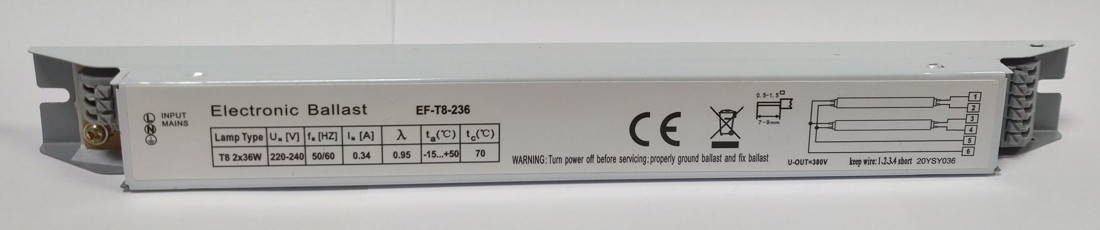 L
N
INPUT
MAINS
Electronic Ballast EF-T8-236
Lamp Type Uₙ [V] fₙ [HZ] Iₙ [A] λ ta(℃) tc(℃)
T8 2x36W 220-240 50/60 0.34 0.95 -15...+50 70
CE
WARNING: Turn power off before servicing; properly ground ballast and fix ballast
0.5-1.5
7-9mm
1
2
3
4
5
6
U-OUT=380V keep wire: 1.2.3.4 short 20YSY036